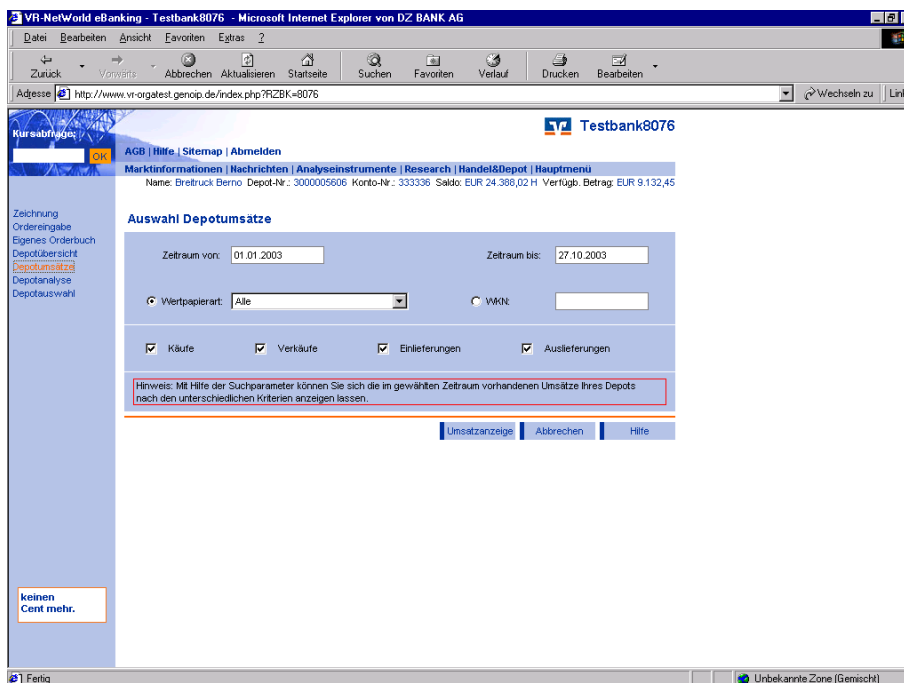 VR-NetWorld eBanking - Testbank8076 - Microsoft Internet Explorer von DZ BANK AG
Datei Bearbeiten Ansicht Favoriten Extras ?
Zurück Vorwärts Abbrechen Aktualisieren Startseite Suchen Favoriten Verlauf Drucken Bearbeiten
Adresse http://www.vr-orgatest.genoip.de/index.php?RZBK=8076 Wechseln zu
Kursabfrage:
OK
Testbank8076
AGB | Hilfe | Sitemap | Abmelden
Marktinformationen | Nachrichten | Analyseinstrumente | Research | Handel&Depot | Hauptmenü
Name: Breitruck Berno Depot-Nr.: 3000005606 Konto-Nr.: 333336 Saldo: EUR 24.388,02 H Verfügb. Betrag: EUR 9.132,45
Zeichnung
Ordereingabe
Eigenes Orderbuch
Depotübersicht
Depotumsätze
Depotanalyse
Depotauswahl
Auswahl Depotumsätze
Zeitraum von: 01.01.2003 Zeitraum bis: 27.10.2003
Wertpapierart: Alle WKN:
Käufe Verkäufe Einlieferungen Auslieferungen
Hinweis: Mit Hilfe der Suchparameter können Sie sich die im gewählten Zeitraum vorhandenen Umsätze Ihres Depots
nach den unterschiedlichen Kriterien anzeigen lassen.
Umsatzanzeige Abbrechen Hilfe
keinen
Cent mehr.
Fertig Unbekannte Zone (Gemischt)